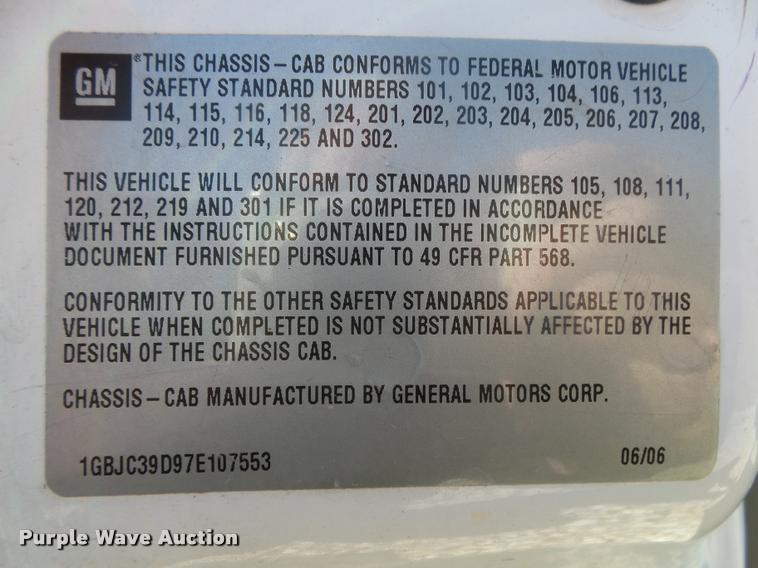 GM
*THIS CHASSIS-CAB CONFORMS TO FEDERAL MOTOR VEHICLE
SAFETY STANDARD NUMBERS 101, 102, 103, 104, 106, 113,
114, 115, 116, 118, 124, 201, 202, 203, 204, 205, 206, 207, 208,
209, 210, 214, 225 AND 302.
THIS VEHICLE WILL CONFORM TO STANDARD NUMBERS 105, 108, 111,
120, 212, 219 AND 301 IF IT IS COMPLETED IN ACCORDANCE
WITH THE INSTRUCTIONS CONTAINED IN THE INCOMPLETE VEHICLE
DOCUMENT FURNISHED PURSUANT TO 49 CFR PART 568.
CONFORMITY TO THE OTHER SAFETY STANDARDS APPLICABLE TO THIS
VEHICLE WHEN COMPLETED IS NOT SUBSTANTIALLY AFFECTED BY THE
DESIGN OF THE CHASSIS CAB.
CHASSIS-CAB MANUFACTURED BY GENERAL MOTORS CORP.
1GBJC39D97E107553 06/06
Purple Wave Auction